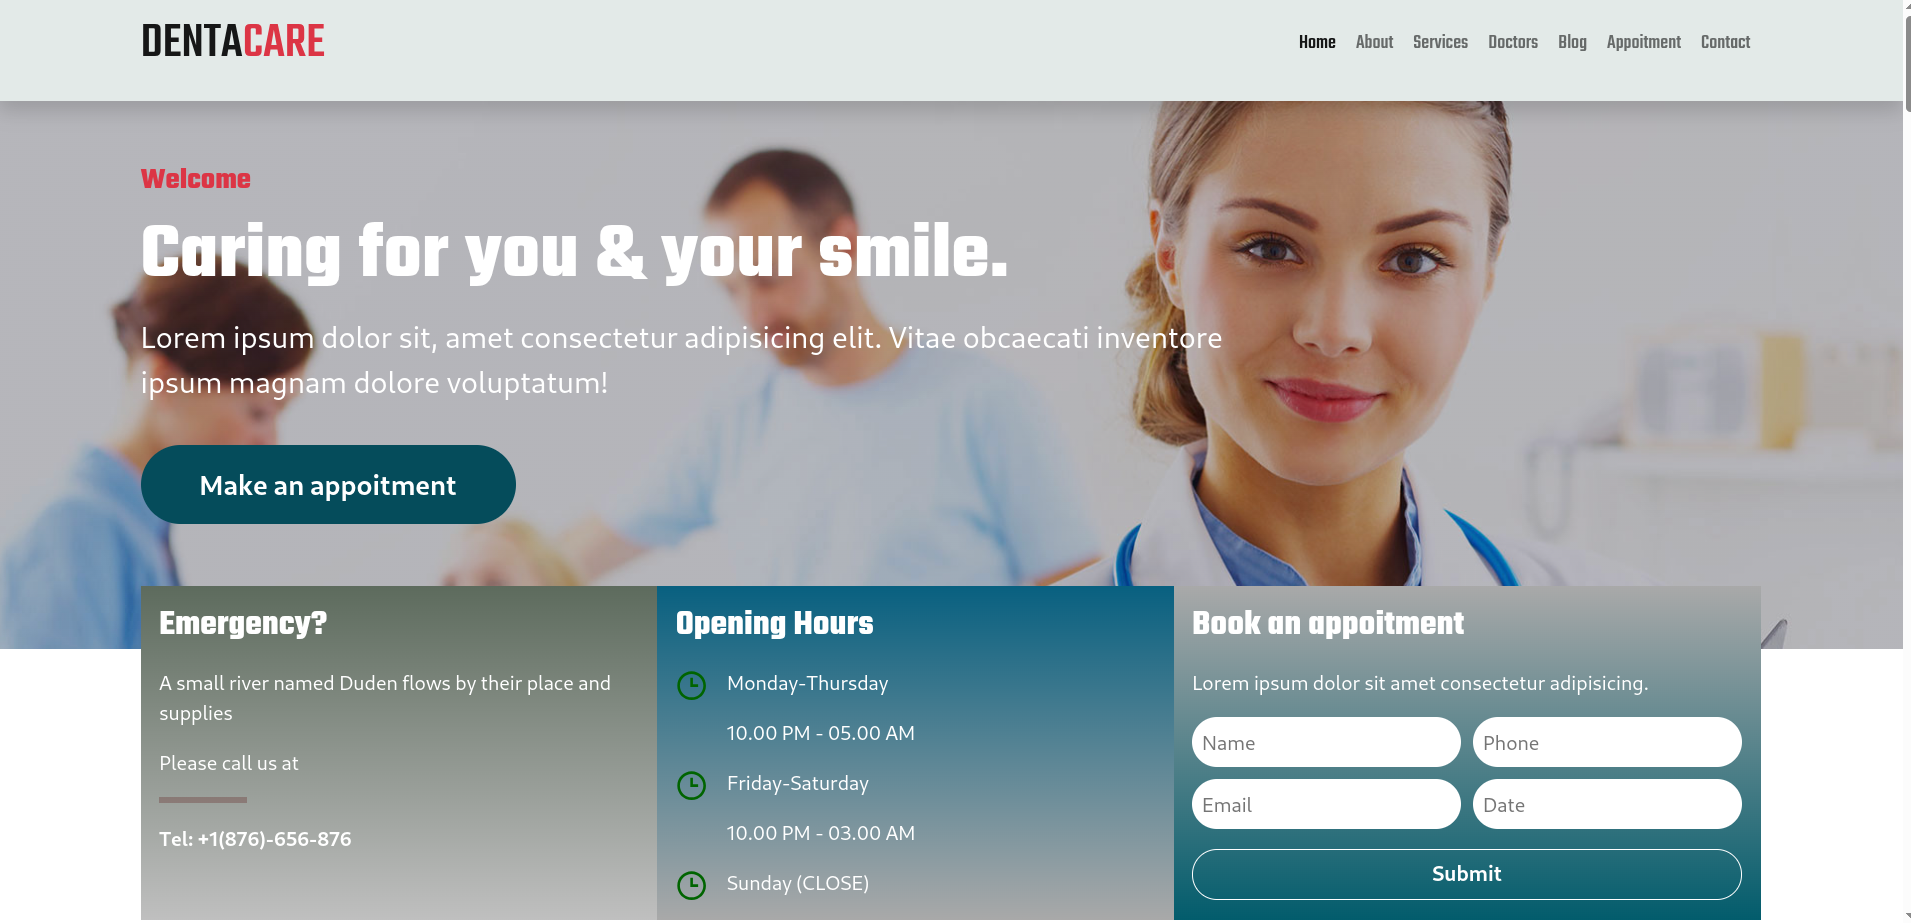 DENTACARE
Home About Services Doctors Blog Appoitment Contact
Welcome
Caring for you & your smile.
Lorem ipsum dolor sit, amet consectetur adipisicing elit. Vitae obcaecati inventore
ipsum magnam dolore voluptatum!
Make an appoitment
Emergency?
A small river named Duden flows by their place and
supplies
Please call us at
Tel: +1(876)-656-876
Opening Hours
Monday-Thursday
10.00 PM - 05.00 AM
Friday-Saturday
10.00 PM - 03.00 AM
Sunday (CLOSE)
Book an appoitment
Lorem ipsum dolor sit amet consectetur adipisicing.
Name
Phone
Email
Date
Submit